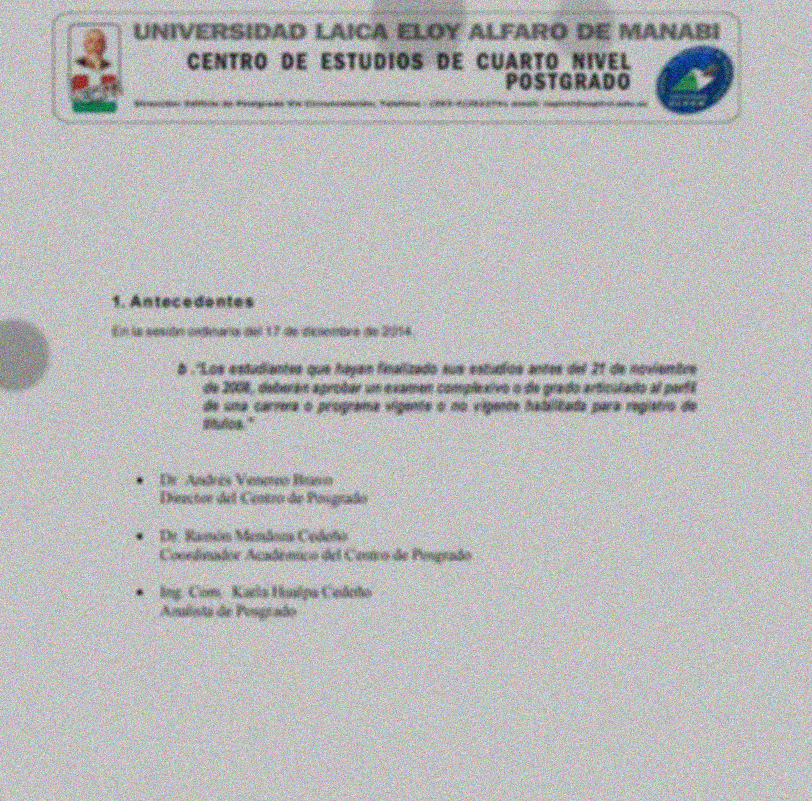 UNIVERSIDAD LAICA ELOY ALFARO DE MANABI
CENTRO DE ESTUDIOS DE CUARTO NIVEL
POSTGRADO
1. Antecedentes
En la sesión ordinaria del 17 de diciembre de 2014.
b ."Los estudiantes que hayan finalizado sus estudios antes del 21 de noviembre
de 2008, deberán aprobar un examen complexivo o de grado articulado al perfil
de una carrera o programa vigente o no vigente habilitada para registro de
títulos."
• Dr. Andrés Venereo Bravo
Director del Centro de Posgrado
• Dr. Ramón Mendoza Cedeño
Coordinador Académico del Centro de Posgrado
• Ing. Com. Karla Hualpa Cedeño
Analista de Posgrado